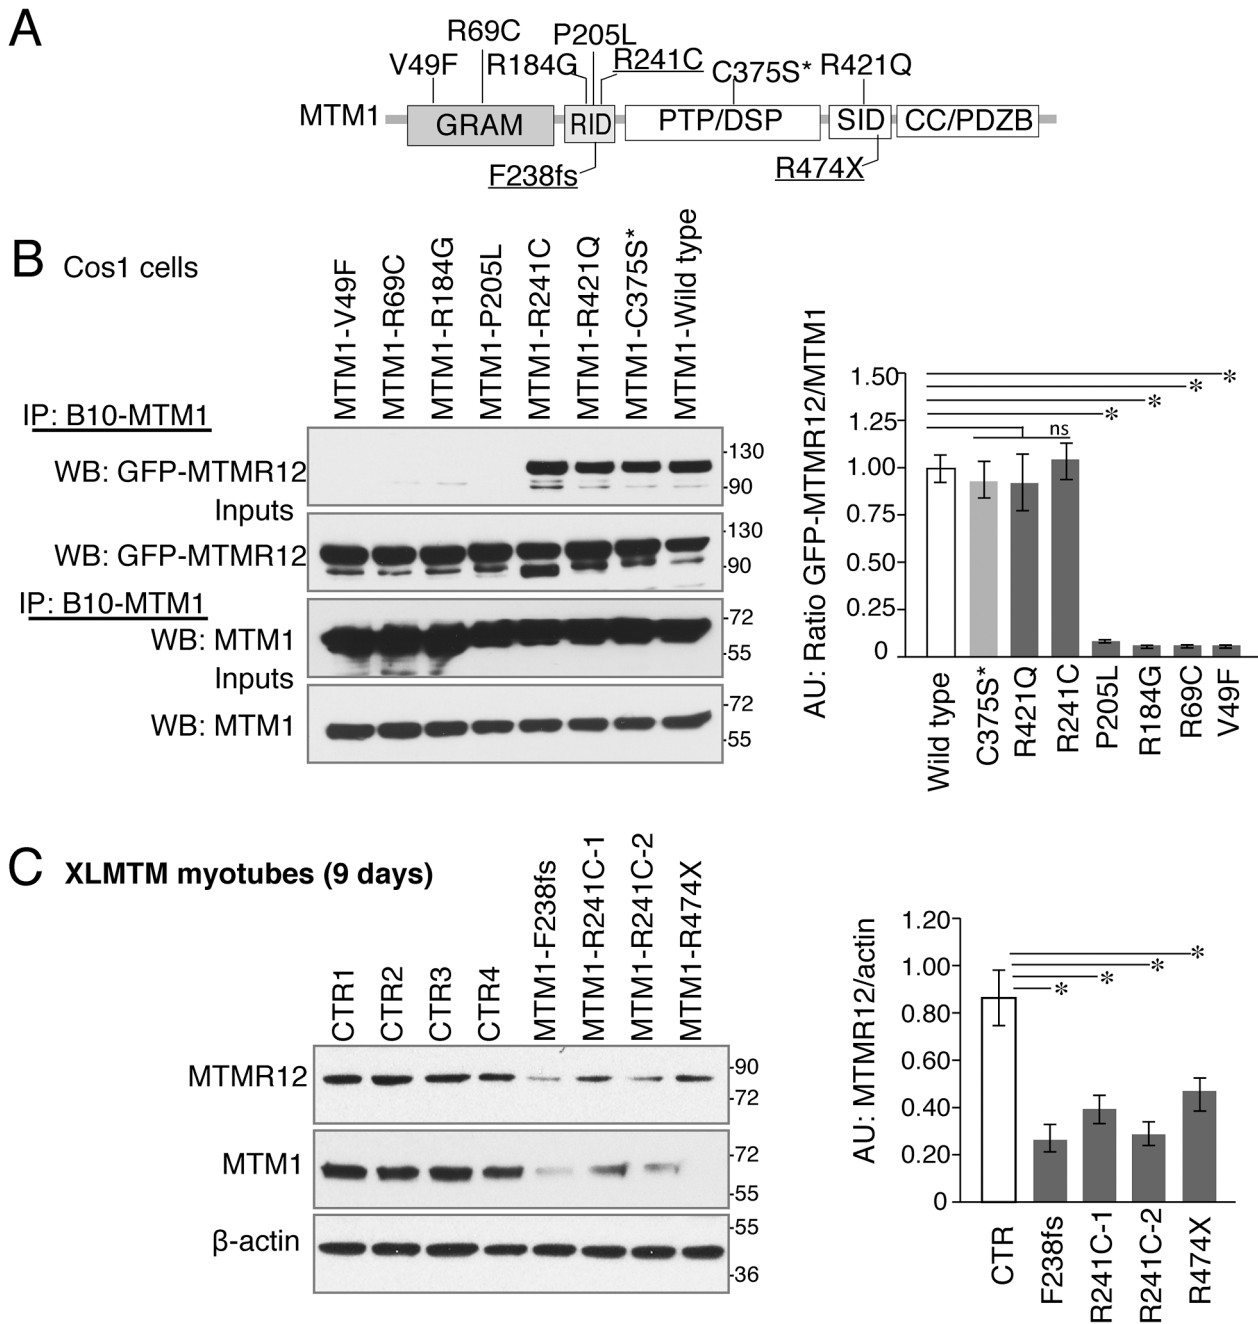 A
R69C P205L
V49F R184G R241C C375S* R421Q
MTM1 GRAM RID PTP/DSP SID CC/PDZB
F238fs R474X
B Cos1 cells
MTM1-V49F
MTM1-R69C
MTM1-R184G
MTM1-P205L
MTM1-R241C
MTM1-R421Q
MTM1-C375S*
MTM1-Wild type
IP: B10-MTM1
WB: GFP-MTMR12
-130
-90
Inputs
WB: GFP-MTMR12
-130
-90
IP: B10-MTM1
WB: MTM1
-72
-55
Inputs
WB: MTM1
-72
-55
AU: Ratio GFP-MTMR12/MTM1
1.50
1.25
1.00
0.75
0.50
0.25
0
*
*
*
*
ns
Wild type
C375S*
R421Q
R241C
P205L
R184G
R69C
V49F
C XLMTM myotubes (9 days)
CTR1
CTR2
CTR3
CTR4
MTM1-F238fs
MTM1-R241C-1
MTM1-R241C-2
MTM1-R474X
MTMR12
-90
-72
MTM1
-72
-55
β-actin
-55
-36
AU: MTMR12/actin
1.20
1.00
0.80
0.60
0.40
0.20
0
*
*
*
*
CTR
F238fs
R241C-1
R241C-2
R474X